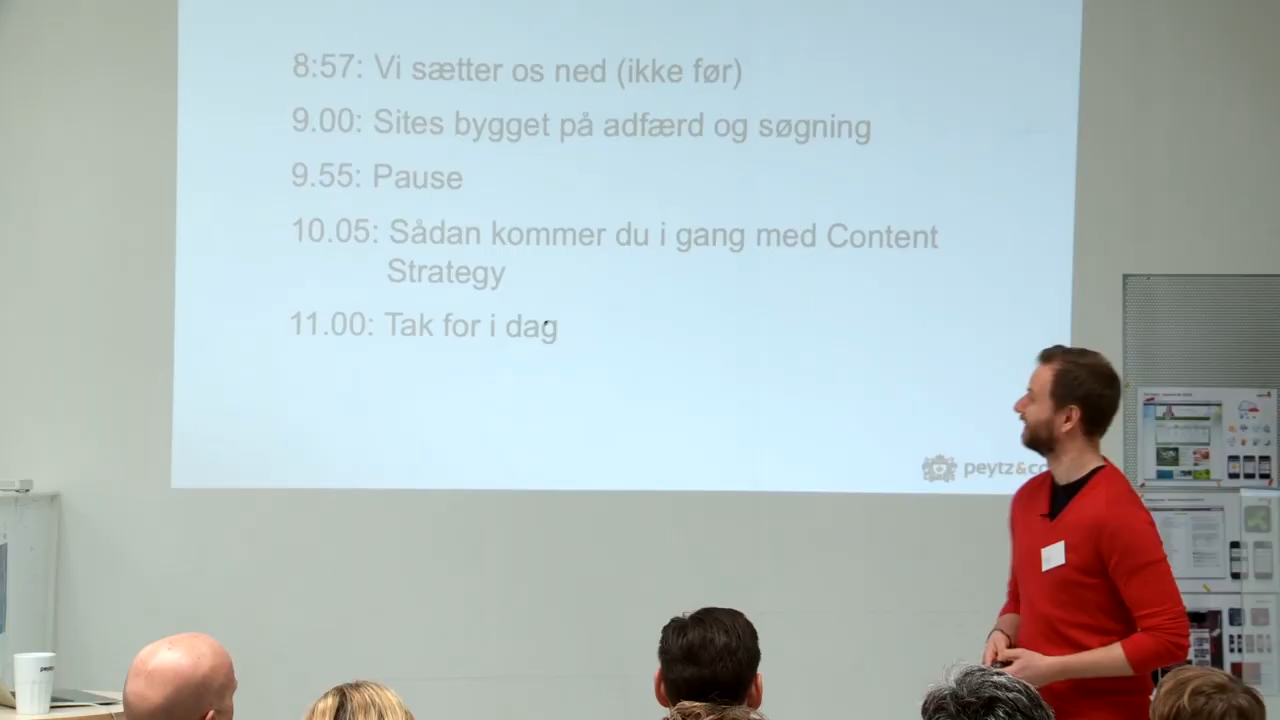 8:57: Vi sætter os ned (ikke før)
9.00: Sites bygget på adfærd og søgning
9.55: Pause
10.05: Sådan kommer du i gang med Content
Strategy
11.00: Tak for i dag
peytz&co
peytz